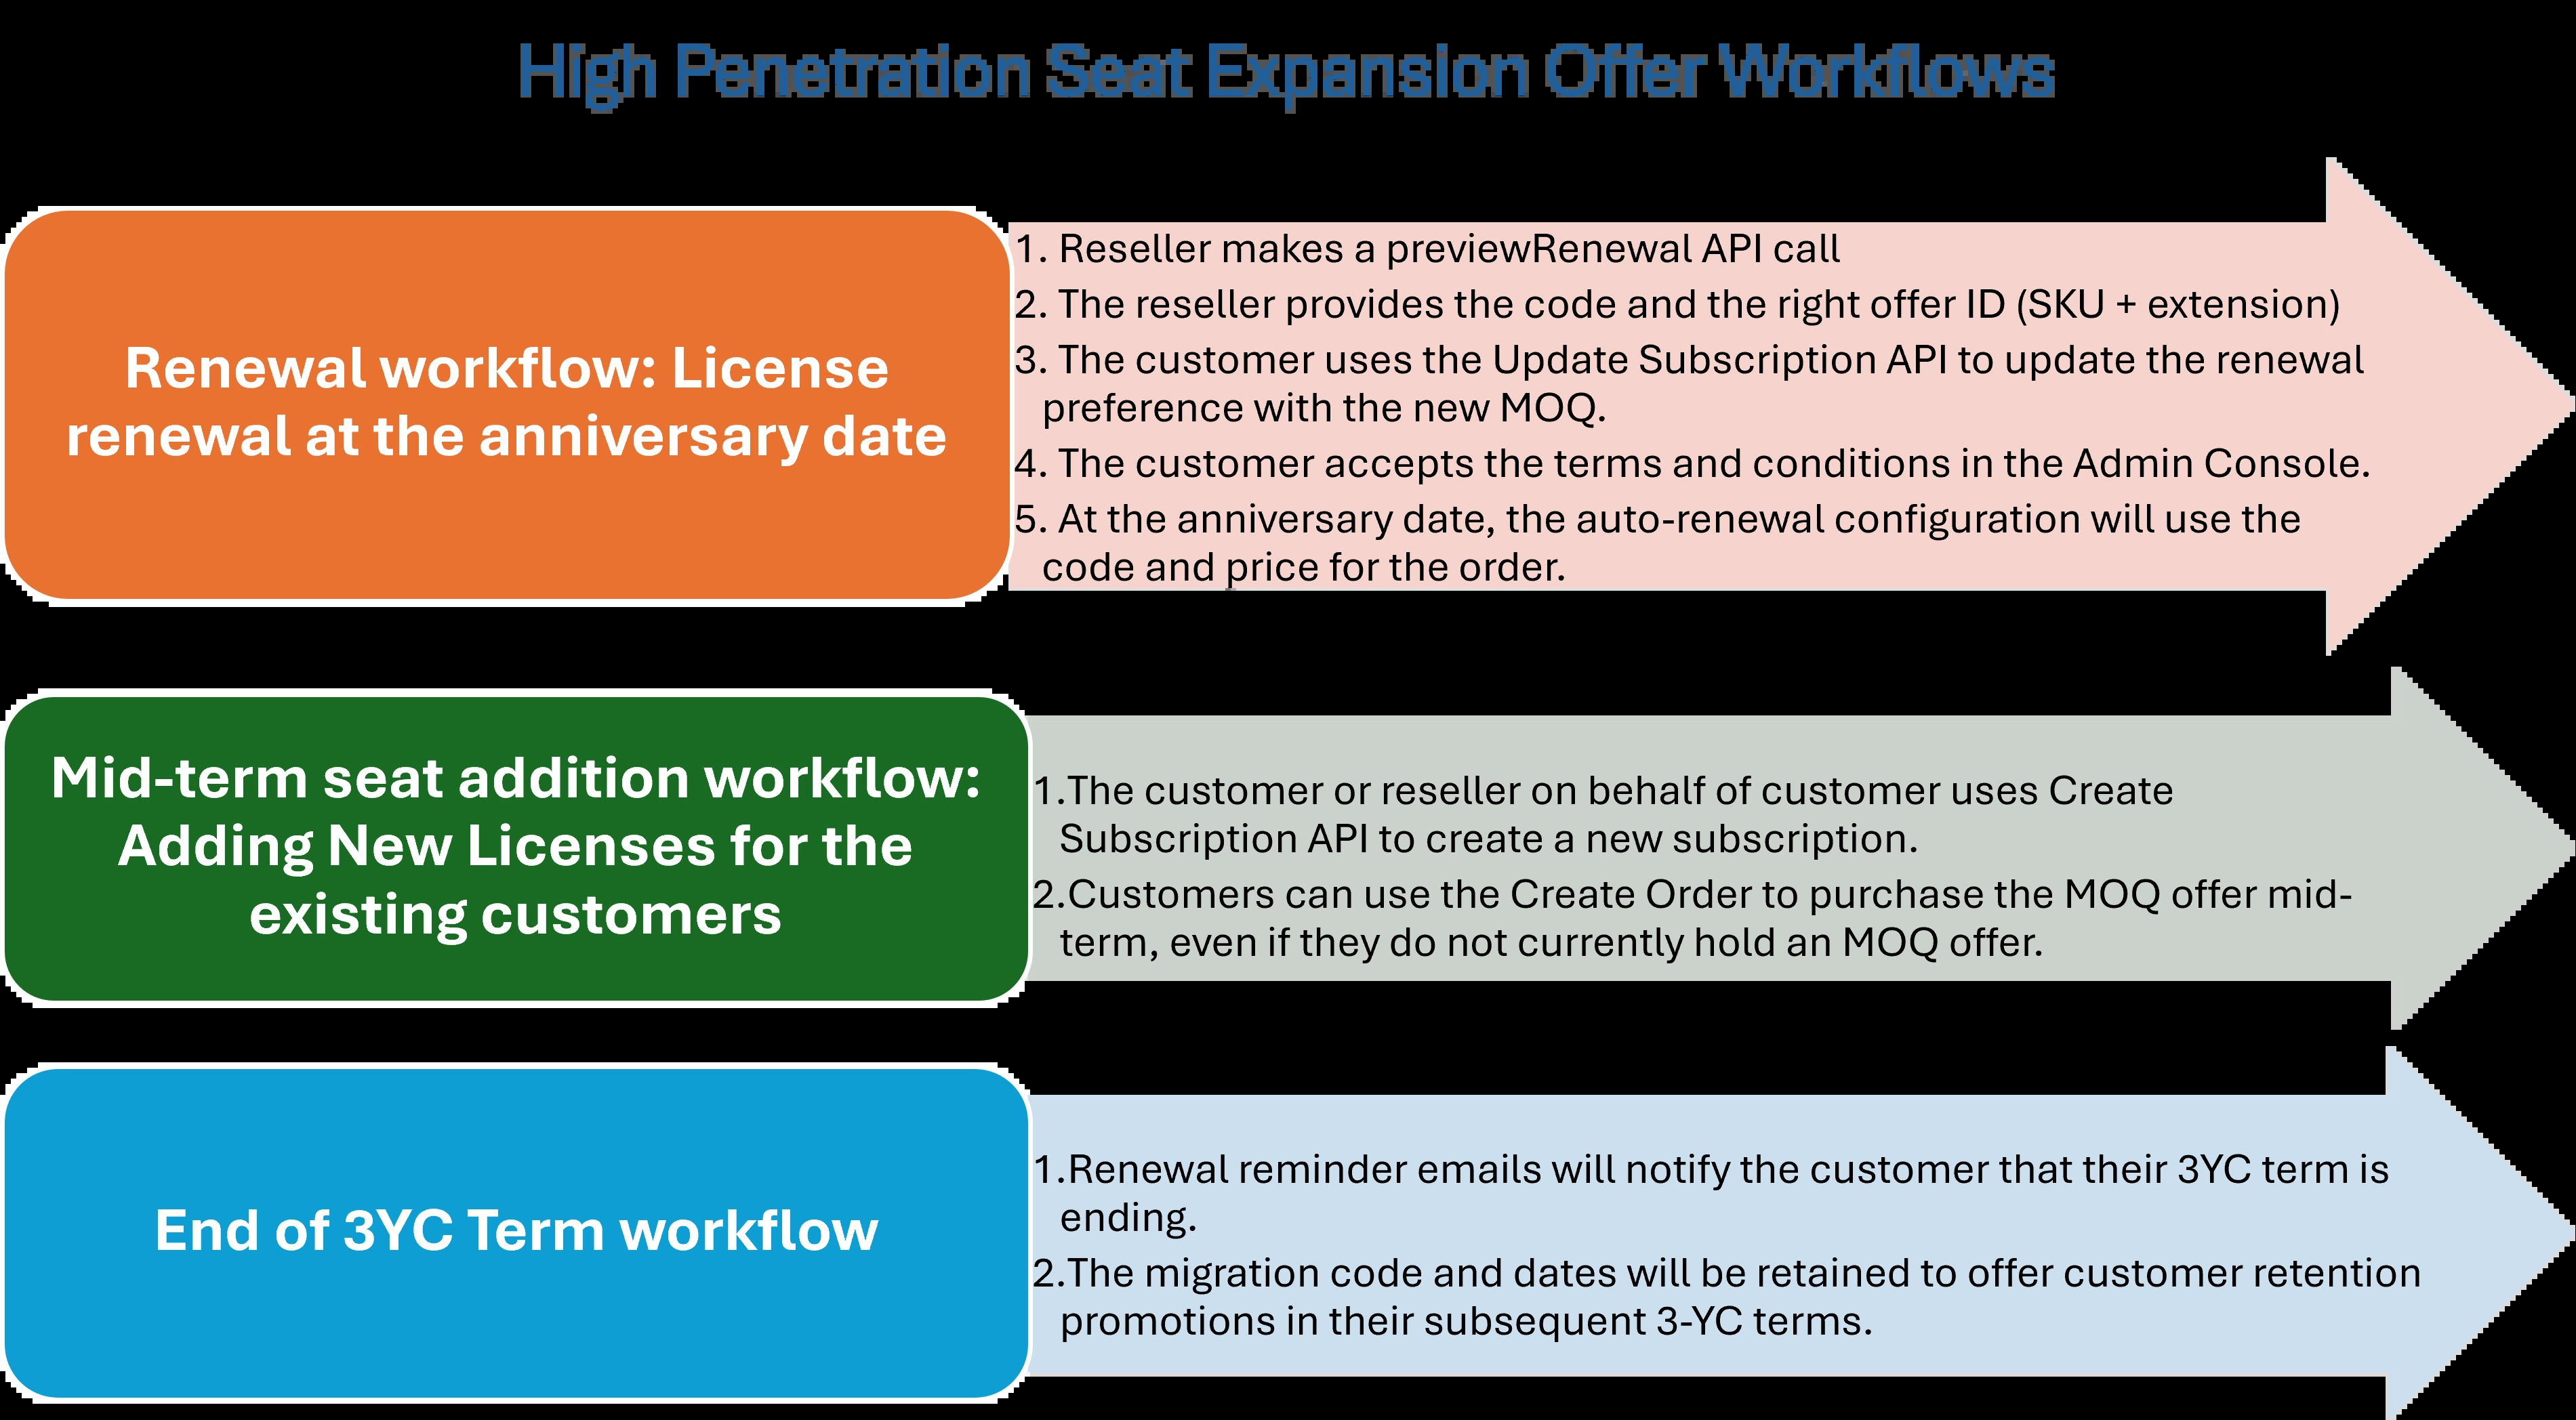 High Penetration Seat Expansion Offer Workflows
Renewal workflow: License
renewal at the anniversary date
1. Reseller makes a previewRenewal API call
2. The reseller provides the code and the right offer ID (SKU + extension)
3. The customer uses the Update Subscription API to update the renewal
preference with the new MOQ.
4. The customer accepts the terms and conditions in the Admin Console.
5. At the anniversary date, the auto-renewal configuration will use the
code and price for the order.
Mid-term seat addition workflow:
Adding New Licenses for the
existing customers
1.The customer or reseller on behalf of customer uses Create
Subscription API to create a new subscription.
2.Customers can use the Create Order to purchase the MOQ offer mid-
term, even if they do not currently hold an MOQ offer.
End of 3YC Term workflow
1.Renewal reminder emails will notify the customer that their 3YC term is
ending.
2.The migration code and dates will be retained to offer customer retention
promotions in their subsequent 3-YC terms.